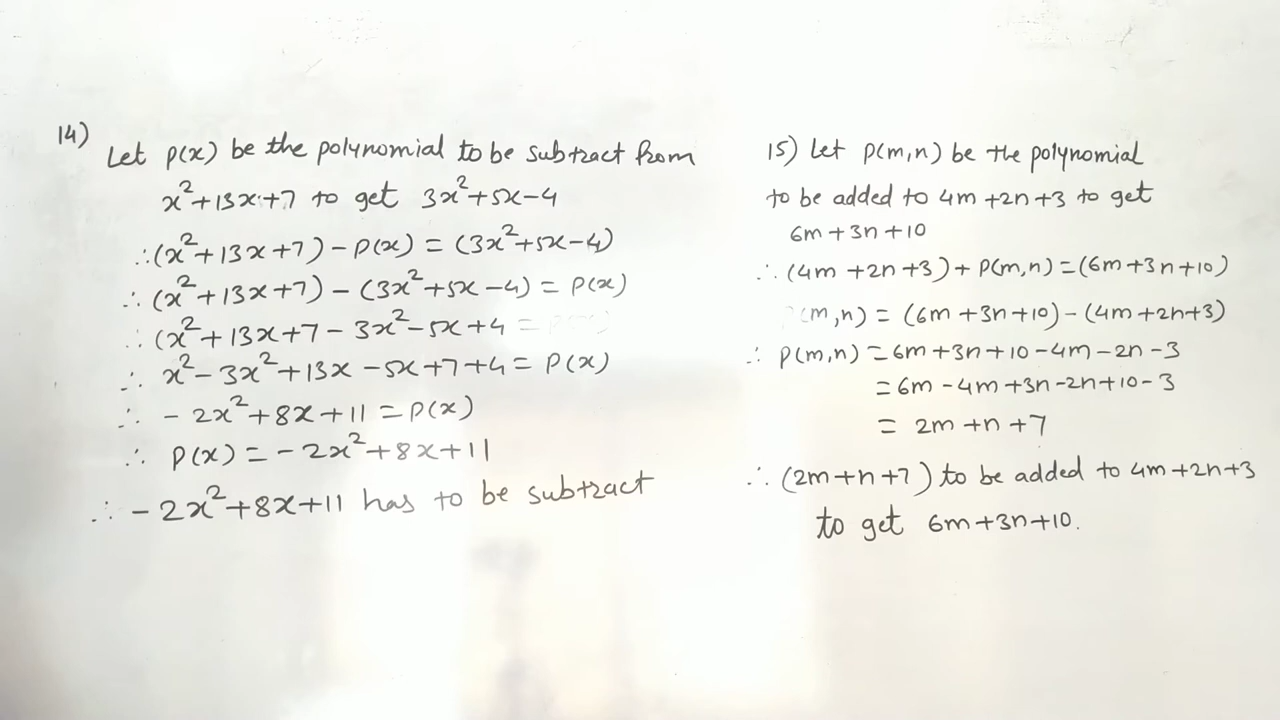 14)
Let p(x) be the polynomial to be subtract from
x²+13x+7 to get 3x²+5x-4
∴(x²+13x+7)-p(x)=(3x²+5x-4)
∴(x²+13x+7)-(3x²+5x-4)=p(x)
∴(x²+13x+7-3x²-5x+4=
∴x²-3x²+13x-5x+7+4=p(x)
∴-2x²+8x+11=p(x)
∴p(x)=-2x²+8x+11
∴-2x²+8x+11 has to be subtract
15) Let p(m,n) be the polynomial
to be added to 4m+2n+3 to get
6m+3n+10
∴(4m+2n+3)+p(m,n)=(6m+3n+10)
(m,n)=(6m+3n+10)-(4m+2n+3)
∴p(m,n)=6m+3n+10-4m-2n-3
=6m-4m+3n-2n+10-3
=2m+n+7
∴(2m+n+7) to be added to 4m+2n+3
to get 6m+3n+10.